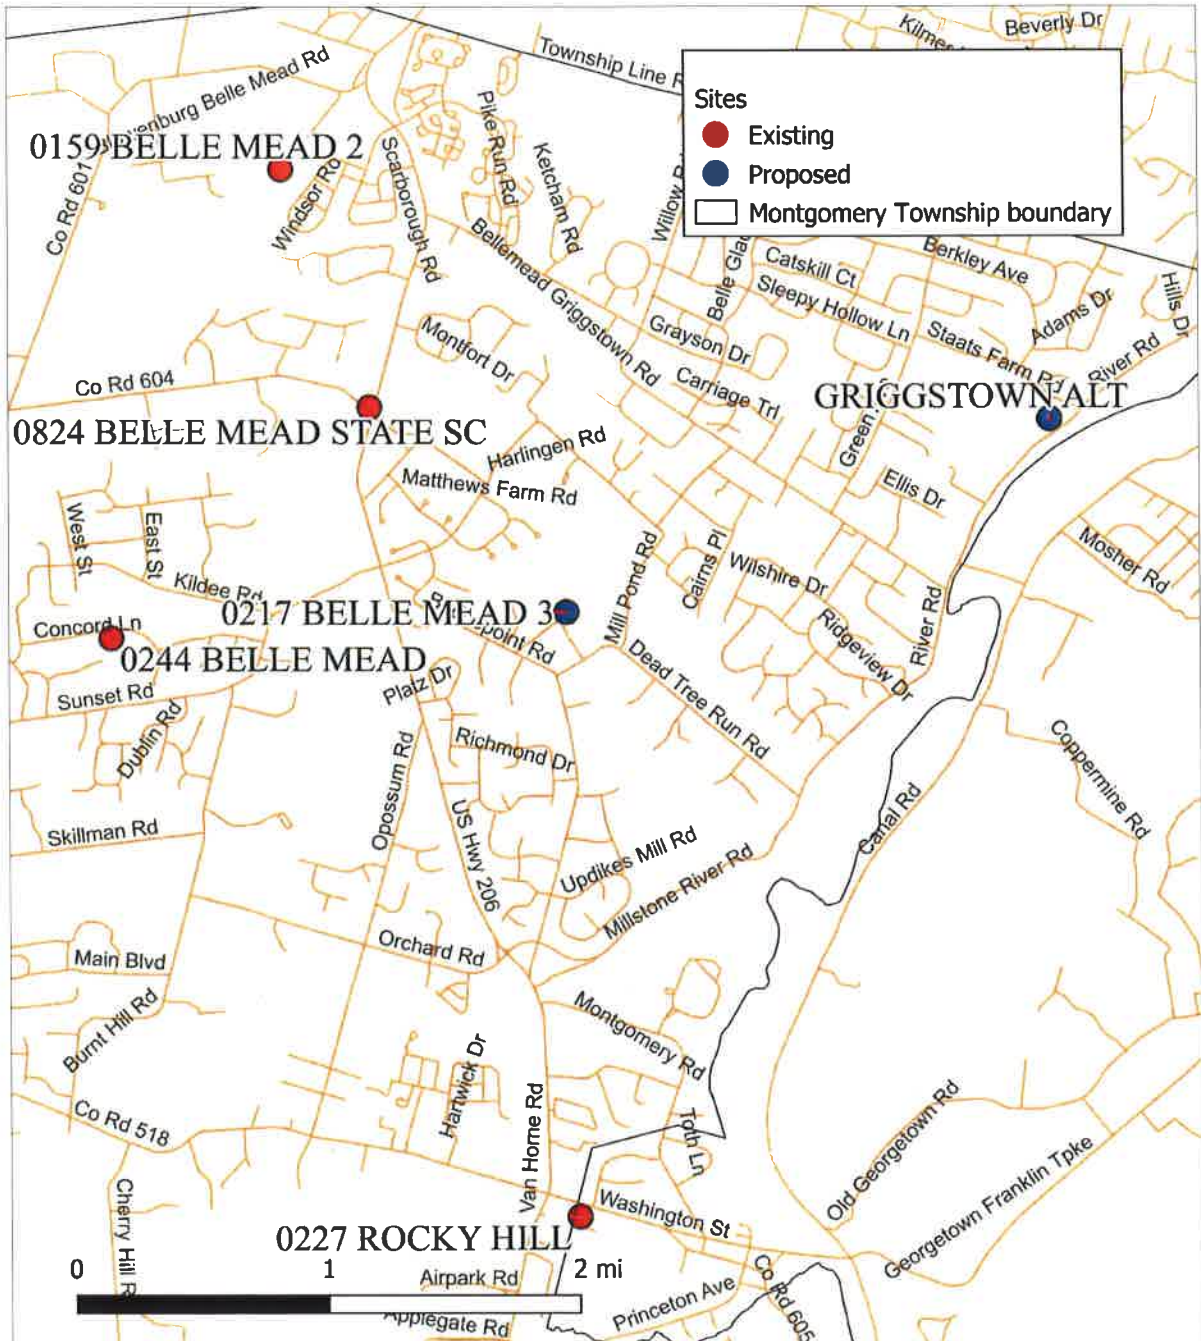 Beverly Dr
Township Line
Belle Mead Rd
Sites
Existing
Proposed
Montgomery Township boundary
Pike Run Rd
0159 BELLE MEAD 2
Scarborough Rd
Ketcham Rd
Windsor Rd
Co Rd 601
Willow
Bellemead Griggstown Rd
Belle
Berkley Ave
Catskill Ct
Sleepy Hollow Ln
Hills Dr
Adams Dr
Grayson Dr
Staats Farm Rd
River Rd
Montfort Dr
Co Rd 604
Carriage Trl
GRIGGSTOWN ALT
0824 BELLE MEAD STATE SC
Harlingen Rd
Green
Matthews Farm Rd
Ellis Dr
West St
East St
Mill Pond Rd
Cairns Pl
Mosher Rd
Wilshire Dr
Kildee Rd
0217 BELLE MEAD 3
Concord Ln
0244 BELLE MEAD
River Rd
Ridgeview Dr
Dead Tree Run Rd
Sunset Rd
Platz Dr
Dublin Rd
Richmond Dr
Coppermine Rd
Opossum Rd
US Hwy 206
Canal Rd
Skillman Rd
Updikes Mill Rd
Millstone River Rd
Orchard Rd
Main Blvd
Burnt Hill Rd
Montgomery Rd
Hartwick Dr
Van Horne Rd
Co Rd 518
Toth Ln
Old Georgetown Rd
Georgetown Franklin Tpke
Cherry Hill R
Washington St
0227 ROCKY HILL
0 1 2 mi
Airpark Rd
Co Rd 605
Princeton Ave
Applegate Rd